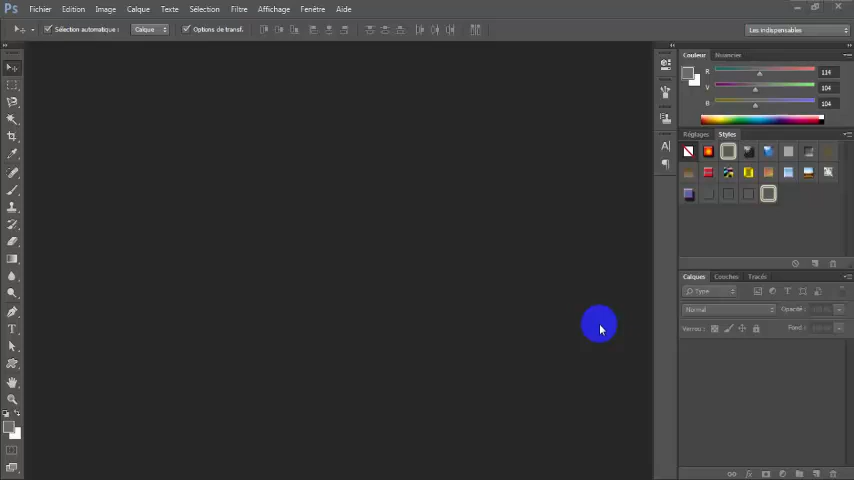 Ps Fichier Edition Image Calque Texte Sélection Filtre Affichage Fenêtre Aide
Sélection automatique : Calque Options de transf. Les indispensables
Couleur Nuancies
R 114
V 104
B 104
Réglages Styles
A
Calques Couches Tracés
Type
Normal Opacité :
Verrou : Fond :
T